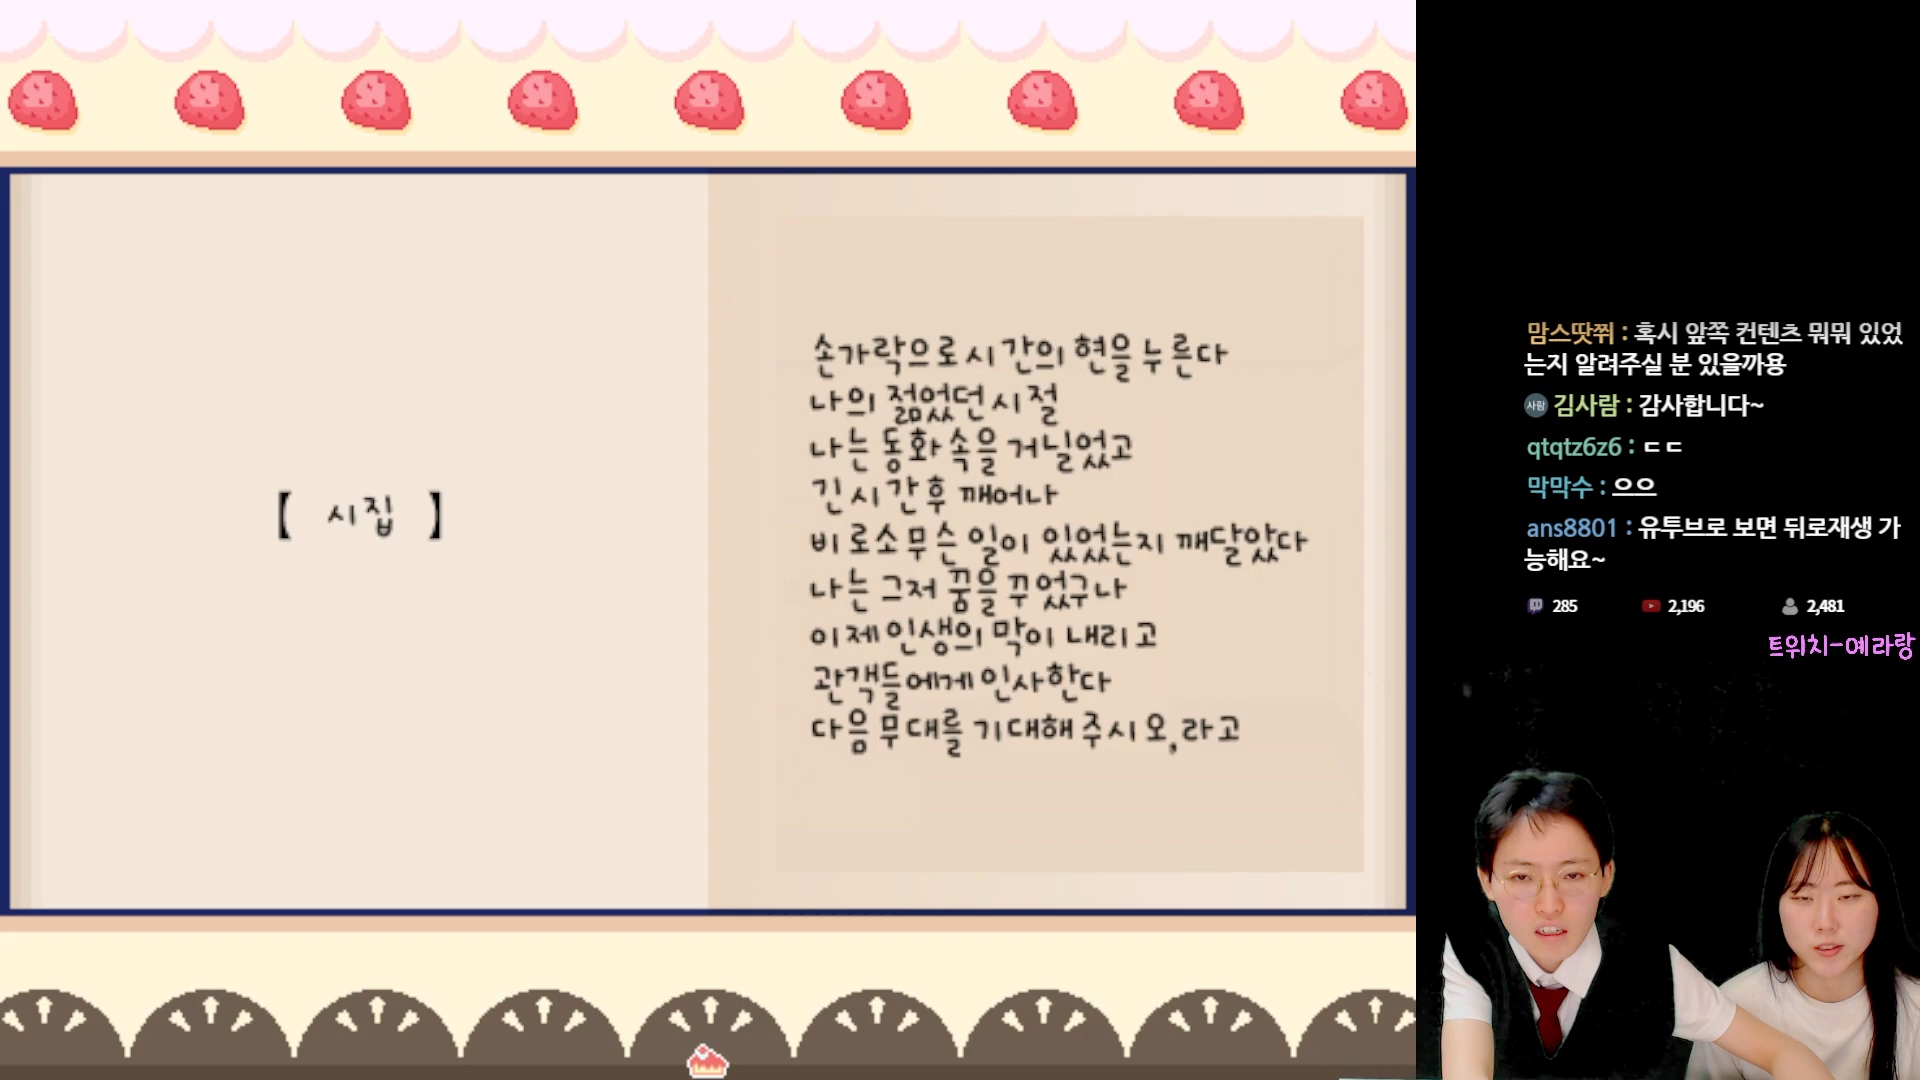 【 시집 】
손가락으로 시간의 현을 누른다
나의 젊었던 시절
나는 동화 속을 거닐었고
긴 시간 후 깨어나
비로소 무슨 일이 있었는지 깨달았다
나는 그저 꿈을 꾸었구나
이제 인생의 막이 내리고
관객들에게 인사한다
다음 무대를 기대해 주시오,라고
맘스땃쮜 : 혹시 앞쪽 컨텐츠 뭐뭐 있었
는지 알려주실 분 있을까용
사람 김사람 : 감사합니다~
qtqtz6z6 : ㄷㄷ
막막수 : 으으
ans8801 : 유투브로 보면 뒤로재생 가
능해요~
285 2,196 2,481
트위치-예라랑